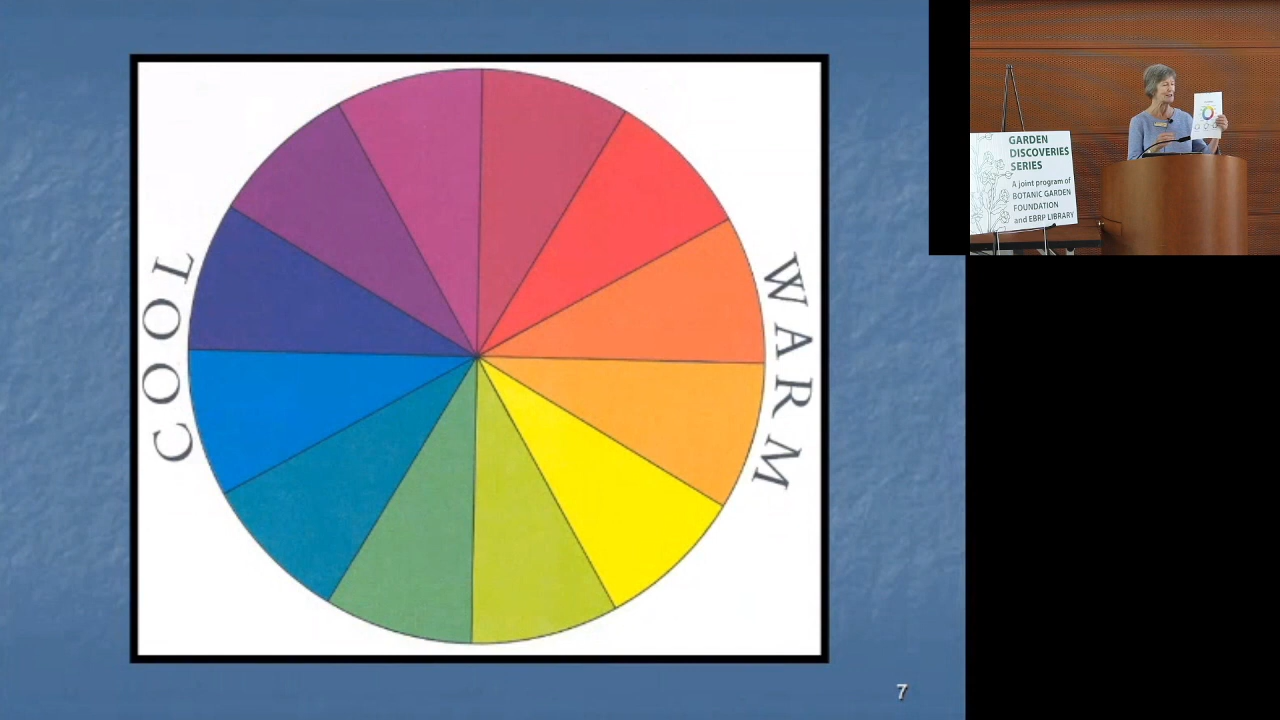 COOL
WARM
7
GARDEN
DISCOVERIES
SERIES
A joint program of
BOTANIC GARDEN
FOUNDATION
and EBRP LIBRARY